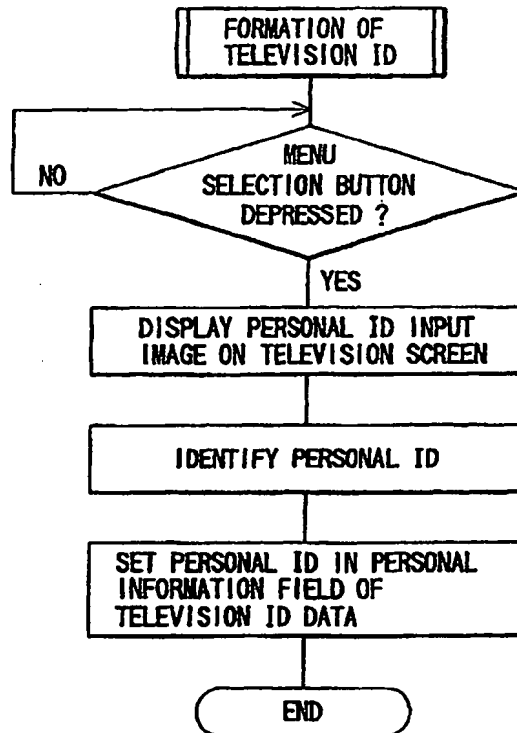 FORMATION OF
TELEVISION ID
MENU
SELECTION BUTTON
DEPRESSED ?
NO
YES
DISPLAY PERSONAL ID INPUT
IMAGE ON TELEVISION SCREEN
IDENTIFY PERSONAL ID
SET PERSONAL ID IN PERSONAL
INFORMATION FIELD OF
TELEVISION ID DATA
END